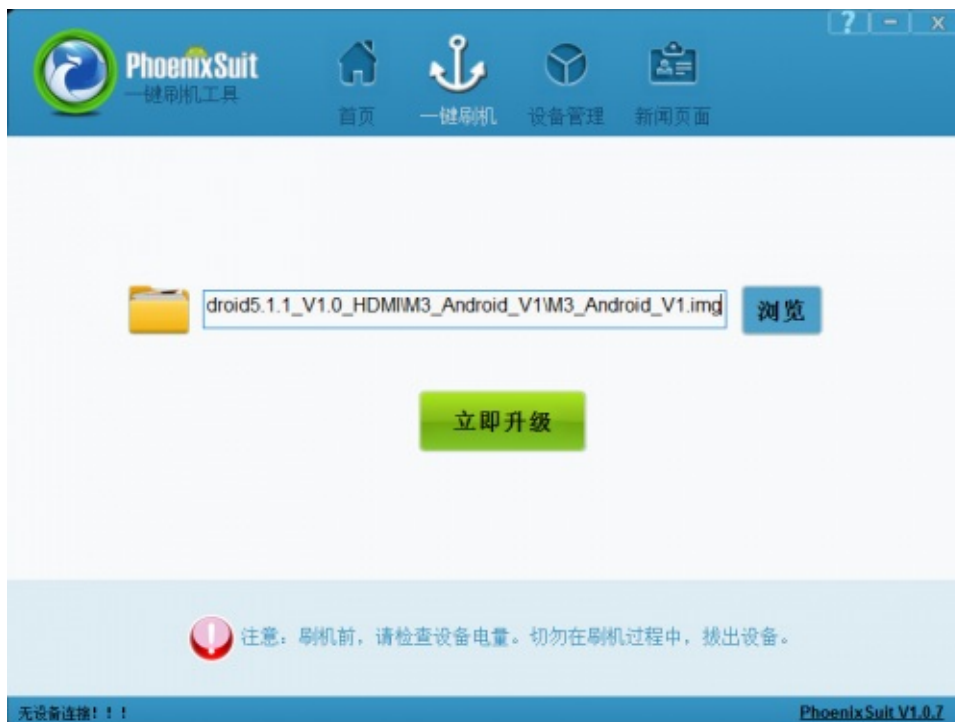 ? - x
PhoenixSuit
一键刷机工具
首页 一键刷机 设备管理 新闻页面
droid5.1.1_V1.0_HDMI\M3_Android_V1\M3_Android_V1.img 浏览
立即升级
注意：刷机前，请检查设备电量。切勿在刷机过程中，拔出设备。
无设备连接！！！ PhoenixSuit V1.0.7